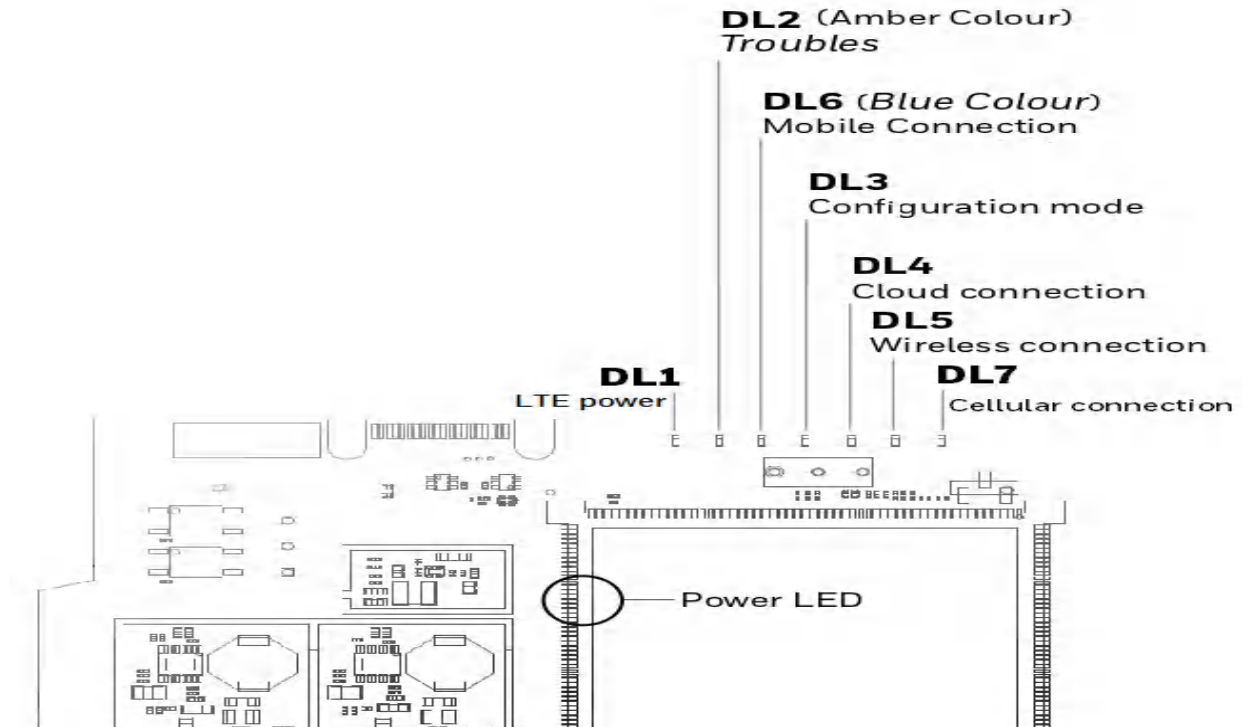 DL2 (Amber Colour)
Troubles
DL6 (Blue Colour)
Mobile Connection
DL3
Configuration mode
DL4
Cloud connection
DL5
Wireless connection
DL1
LTE power
DL7
Cellular connection
Power LED